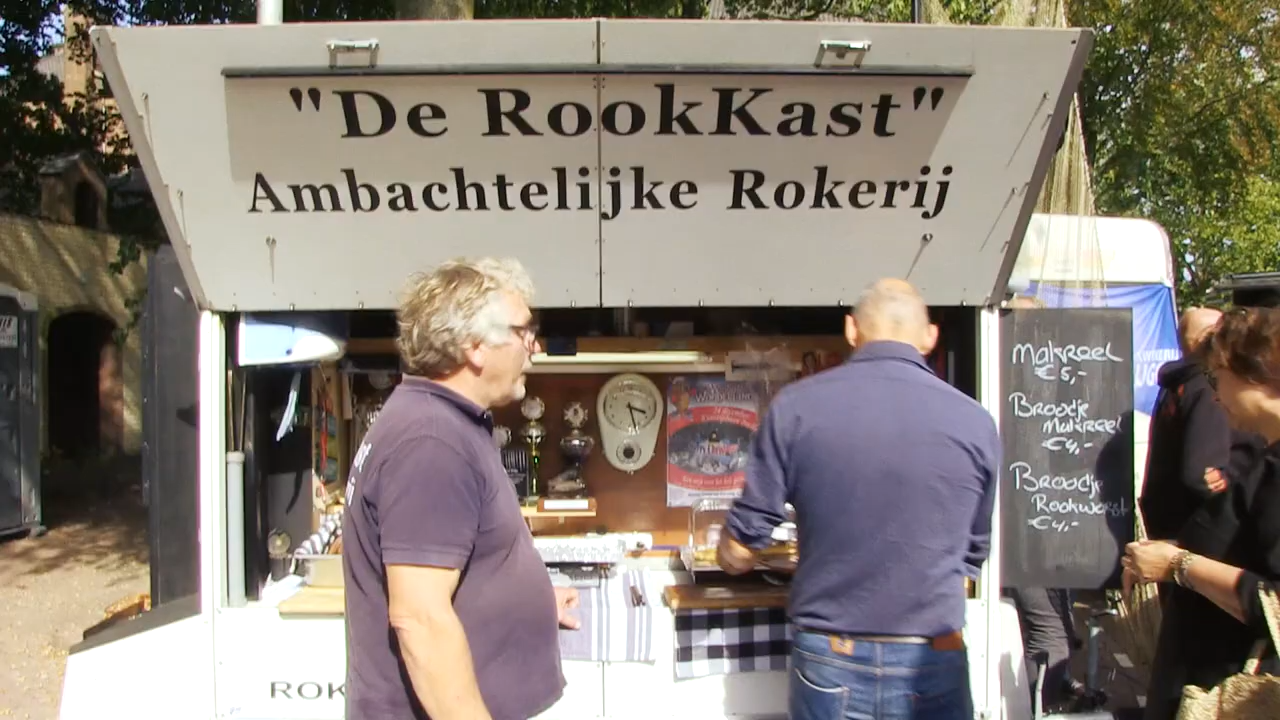 "De RookKast"
Ambachtelijke Rokerij
Makreel
€5,-
Broodje
Makreel
€4,-
Broodje
Rookworst
€4,-
ROK